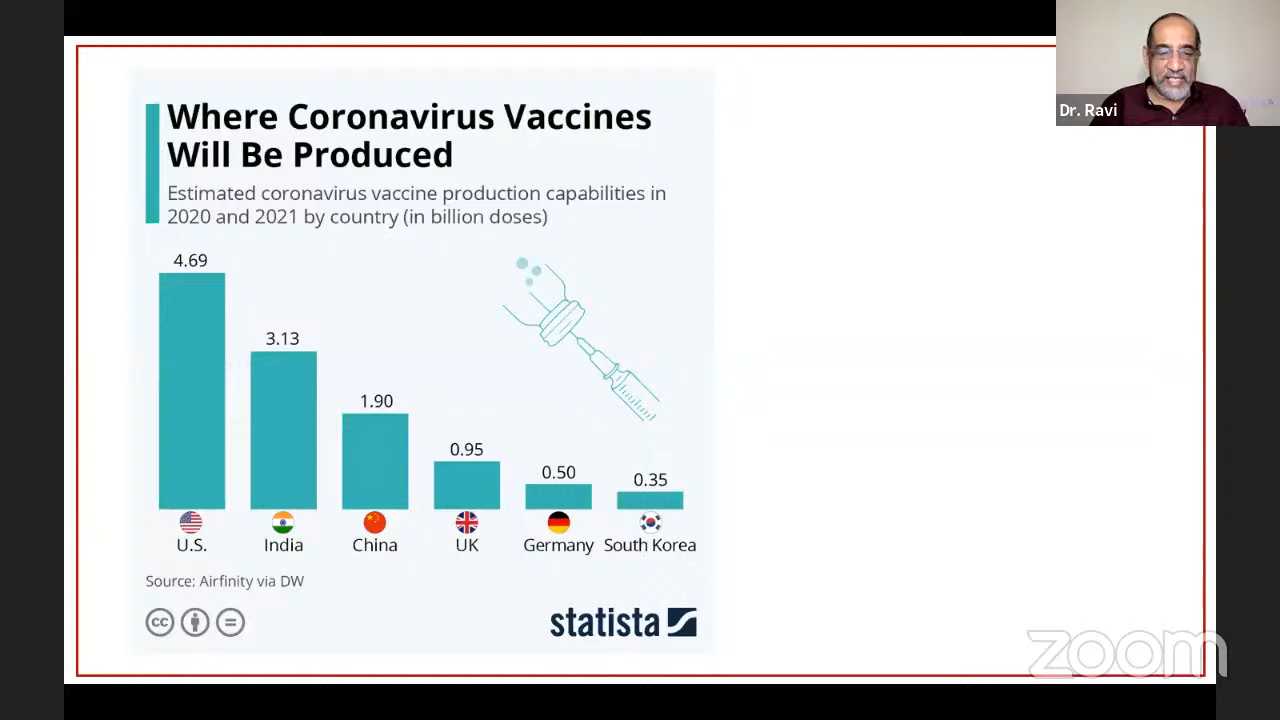 Where Coronavirus Vaccines
Will Be Produced
Estimated coronavirus vaccine production capabilities in
2020 and 2021 by country (in billion doses)
4.69
3.13
1.90
0.95
0.50
0.35
U.S.
India
China
UK
Germany
South Korea
Source: Airfinity via DW
cc
statista
Dr. Ravi
zoom